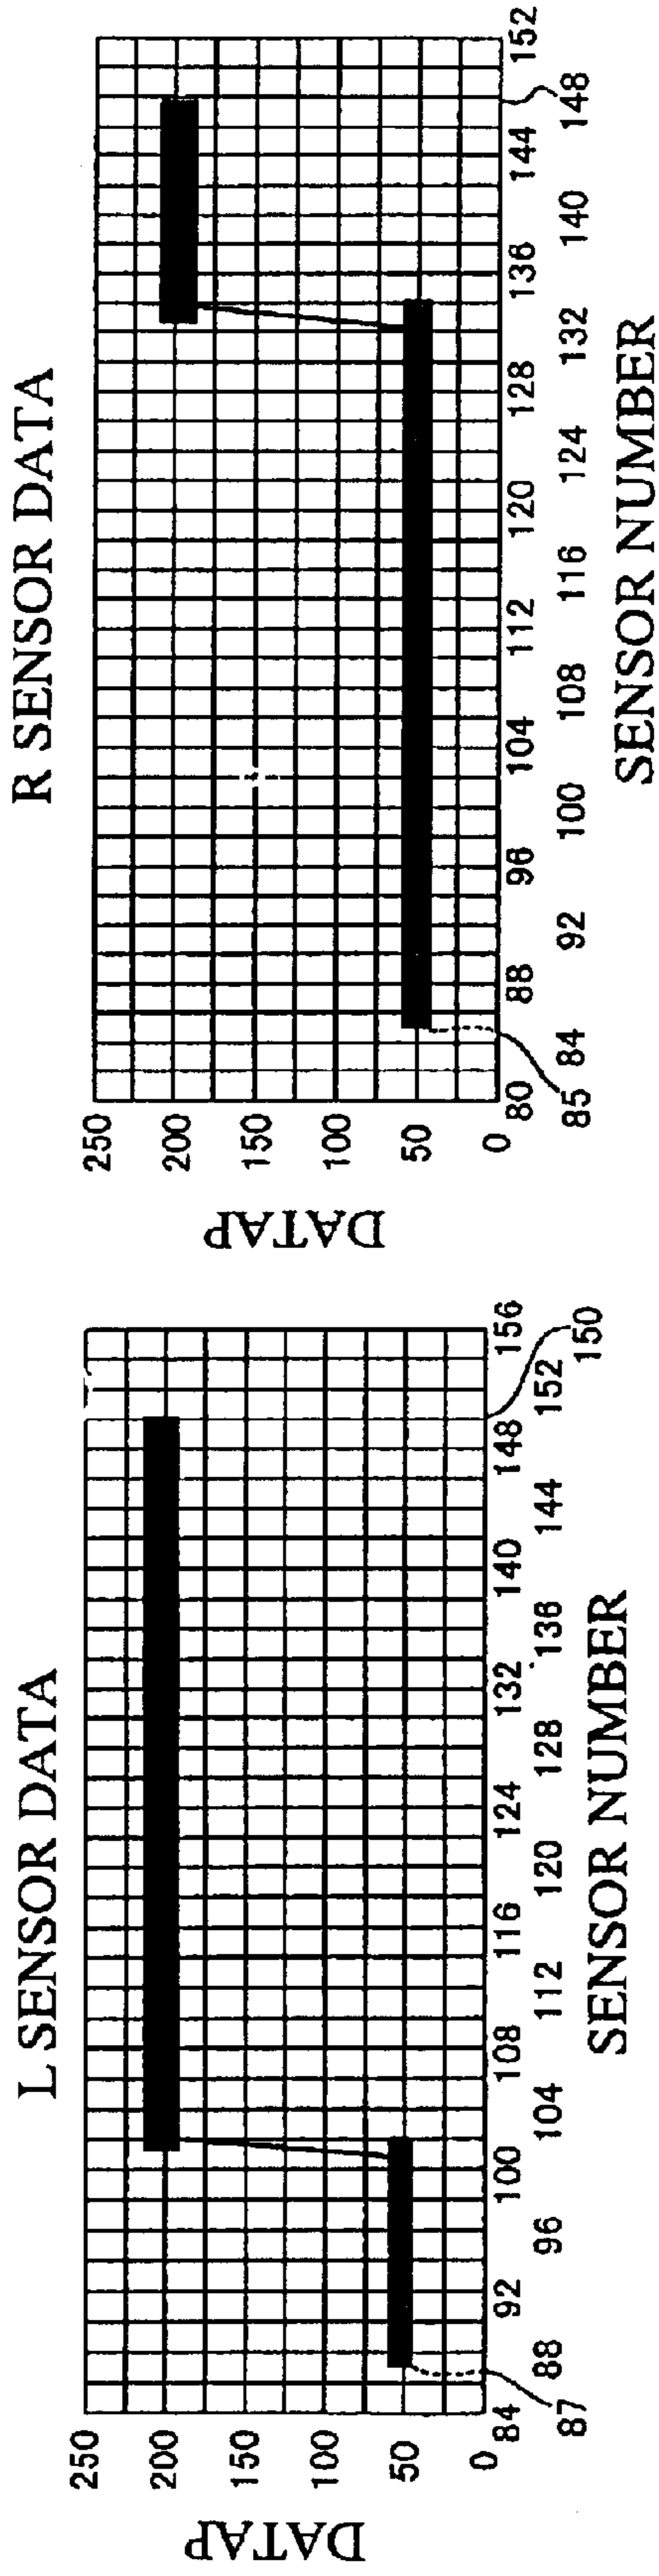 L SENSOR DATA
DATAP
250
200
150
100
50
0
84 92 100 108 116 124 132 140 148 156
88 96 104 112 120 128 136 144 152
87 150
SENSOR NUMBER
R SENSOR DATA
DATAP
250
200
150
100
50
0
80 88 96 104 112 120 128 136 144 152
84 92 100 108 116 124 132 140 148
85
SENSOR NUMBER